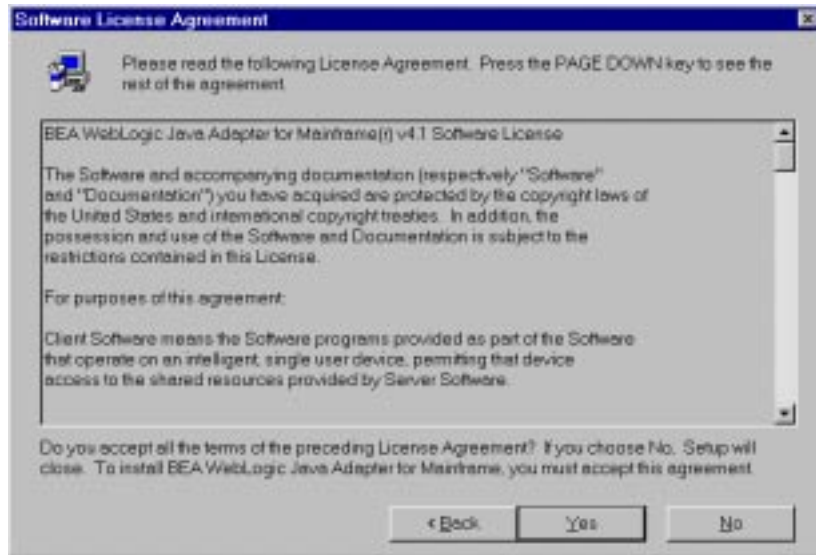 Software License Agreement
Please read the following License Agreement. Press the PAGE DOWN key to see the
rest of the agreement.
BEA WebLogic Java Adapter for Mainframe(r) v4.1 Software License
The Software and accompanying documentation (respectively "Software"
and "Documentation") you have acquired are protected by the copyright laws of
the United States and international copyright treaties. In addition, the
possession and use of the Software and Documentation is subject to the
restrictions contained in this License.
For purposes of this agreement:
Client Software means the Software programs provided as part of the Software
that operate on an intelligent, single user device, permitting that device
access to the shared resources provided by Server Software.
Do you accept all the terms of the preceding License Agreement? If you choose No, Setup will
close. To install BEA WebLogic Java Adapter for Mainframe, you must accept this agreement.
< Back
Yes
No